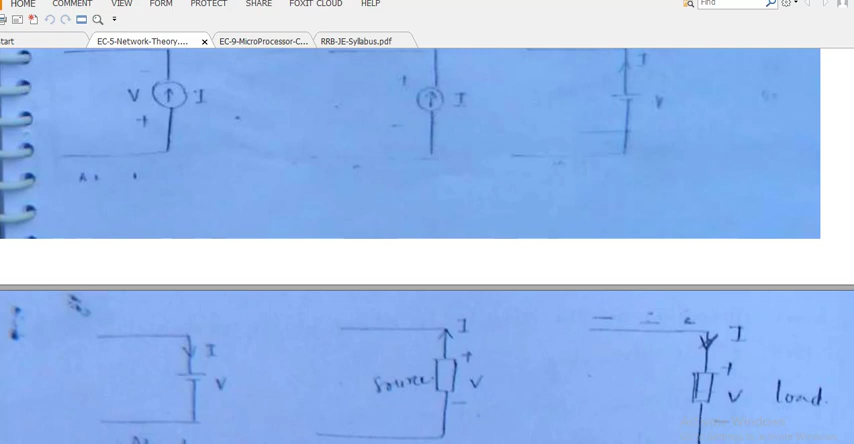 HOME COMMENT VIEW FORM PROTECT SHARE FOXIT CLOUD HELP
Find
tart EC-5-Network-Theory.... × EC-9-MicroProcessor-C... RRB-JE-Syllabus.pdf
I
- +
V I I V
+ -
I I I
+ +
V source V V load.
-